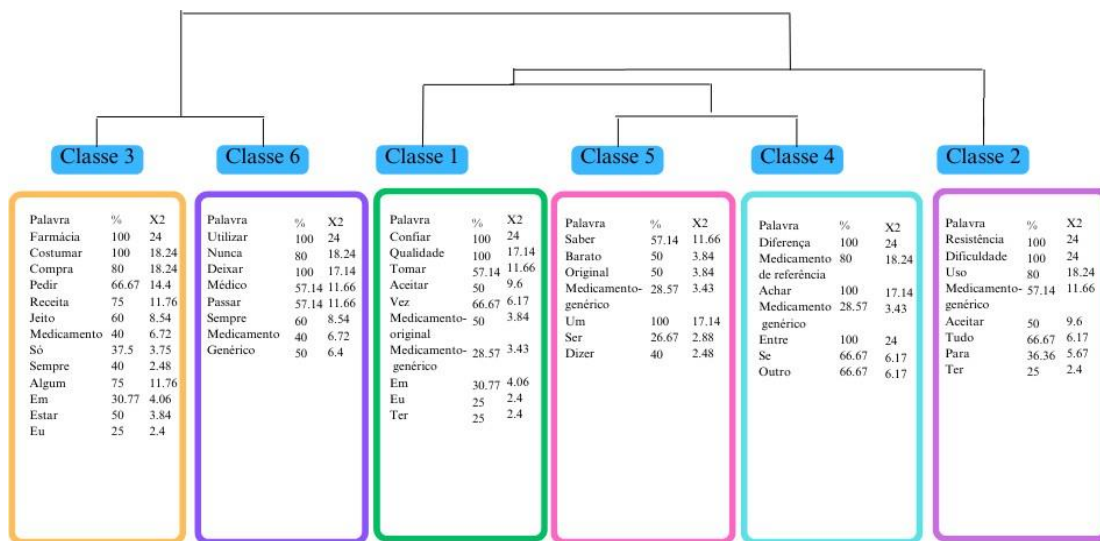 Classe 3
Palavra % X2
Farmácia 100 24
Costumar 100 18.24
Compra 80 18.24
Pedir 66.67 14.4
Receita 75 11.76
Jeito 60 8.54
Medicamento 40 6.72
Só 37.5 3.75
Sempre 40 2.48
Algum 75 11.76
Em 30.77 4.06
Estar 50 3.84
Eu 25 2.4
Classe 6
Palavra % X2
Utilizar 100 24
Nunca 80 18.24
Deixar 100 17.14
Médico 57.14 11.66
Passar 57.14 11.66
Sempre 60 8.54
Medicamento 40 6.72
Genérico 50 6.4
Classe 1
Palavra % X2
Confiar 100 24
Qualidade 100 17.14
Tomar 57.14 11.66
Aceitar 50 9.6
Vez 66.67 6.17
Medicamento- 50 3.84
original
Medicamento- 28.57 3.43
genérico
Em 30.77 4.06
Eu 25 2.4
Ter 25 2.4
Classe 5
Palavra % X2
Saber 57.14 11.66
Barato 50 3.84
Original 50 3.84
Medicamento- 28.57 3.43
genérico
Um 100 17.14
Ser 26.67 2.88
Dizer 40 2.48
Classe 4
Palavra % X2
Diferença 100 24
Medicamento 80 18.24
de referência
Achar 100 17.14
Medicamento 28.57 3.43
genérico
Entre 100 24
Se 66.67 6.17
Outro 66.67 6.17
Classe 2
Palavra % X2
Resistência 100 24
Dificuldade 100 24
Uso 80 18.24
Medicamento- 57.14 11.66
genérico
Aceitar 50 9.6
Tudo 66.67 6.17
Para 36.36 5.67
Ter 25 2.4